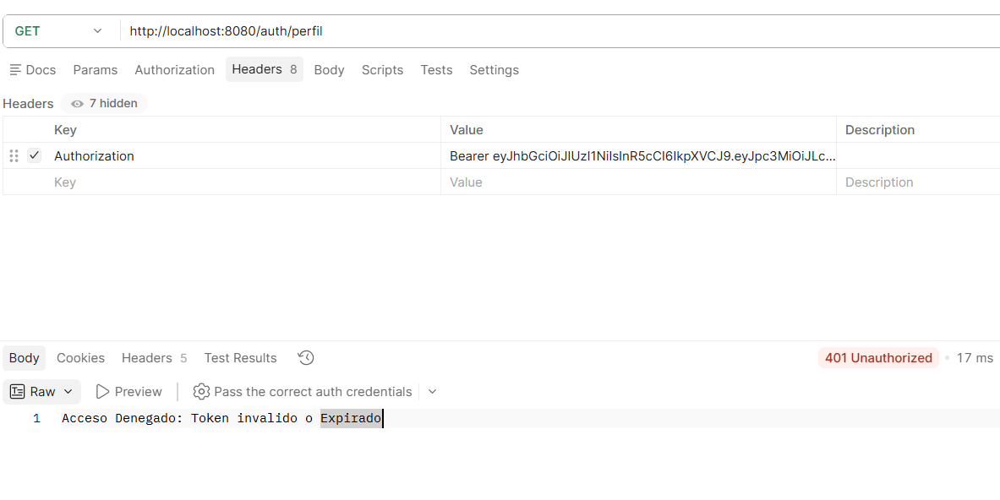 GET http://localhost:8080/auth/perfil
Docs Params Authorization Headers 8 Body Scripts Tests Settings
Headers 7 hidden
Key Value Description
Authorization Bearer eyJhbGciOiJIUzI1NiIsInR5cCI6IkpXVCJ9.eyJpc3MiOiJLc...
Key Value Description
Body Cookies Headers 5 Test Results 401 Unauthorized 17 ms
Raw Preview Pass the correct auth credentials
1 Acceso Denegado: Token invalido o Expirado